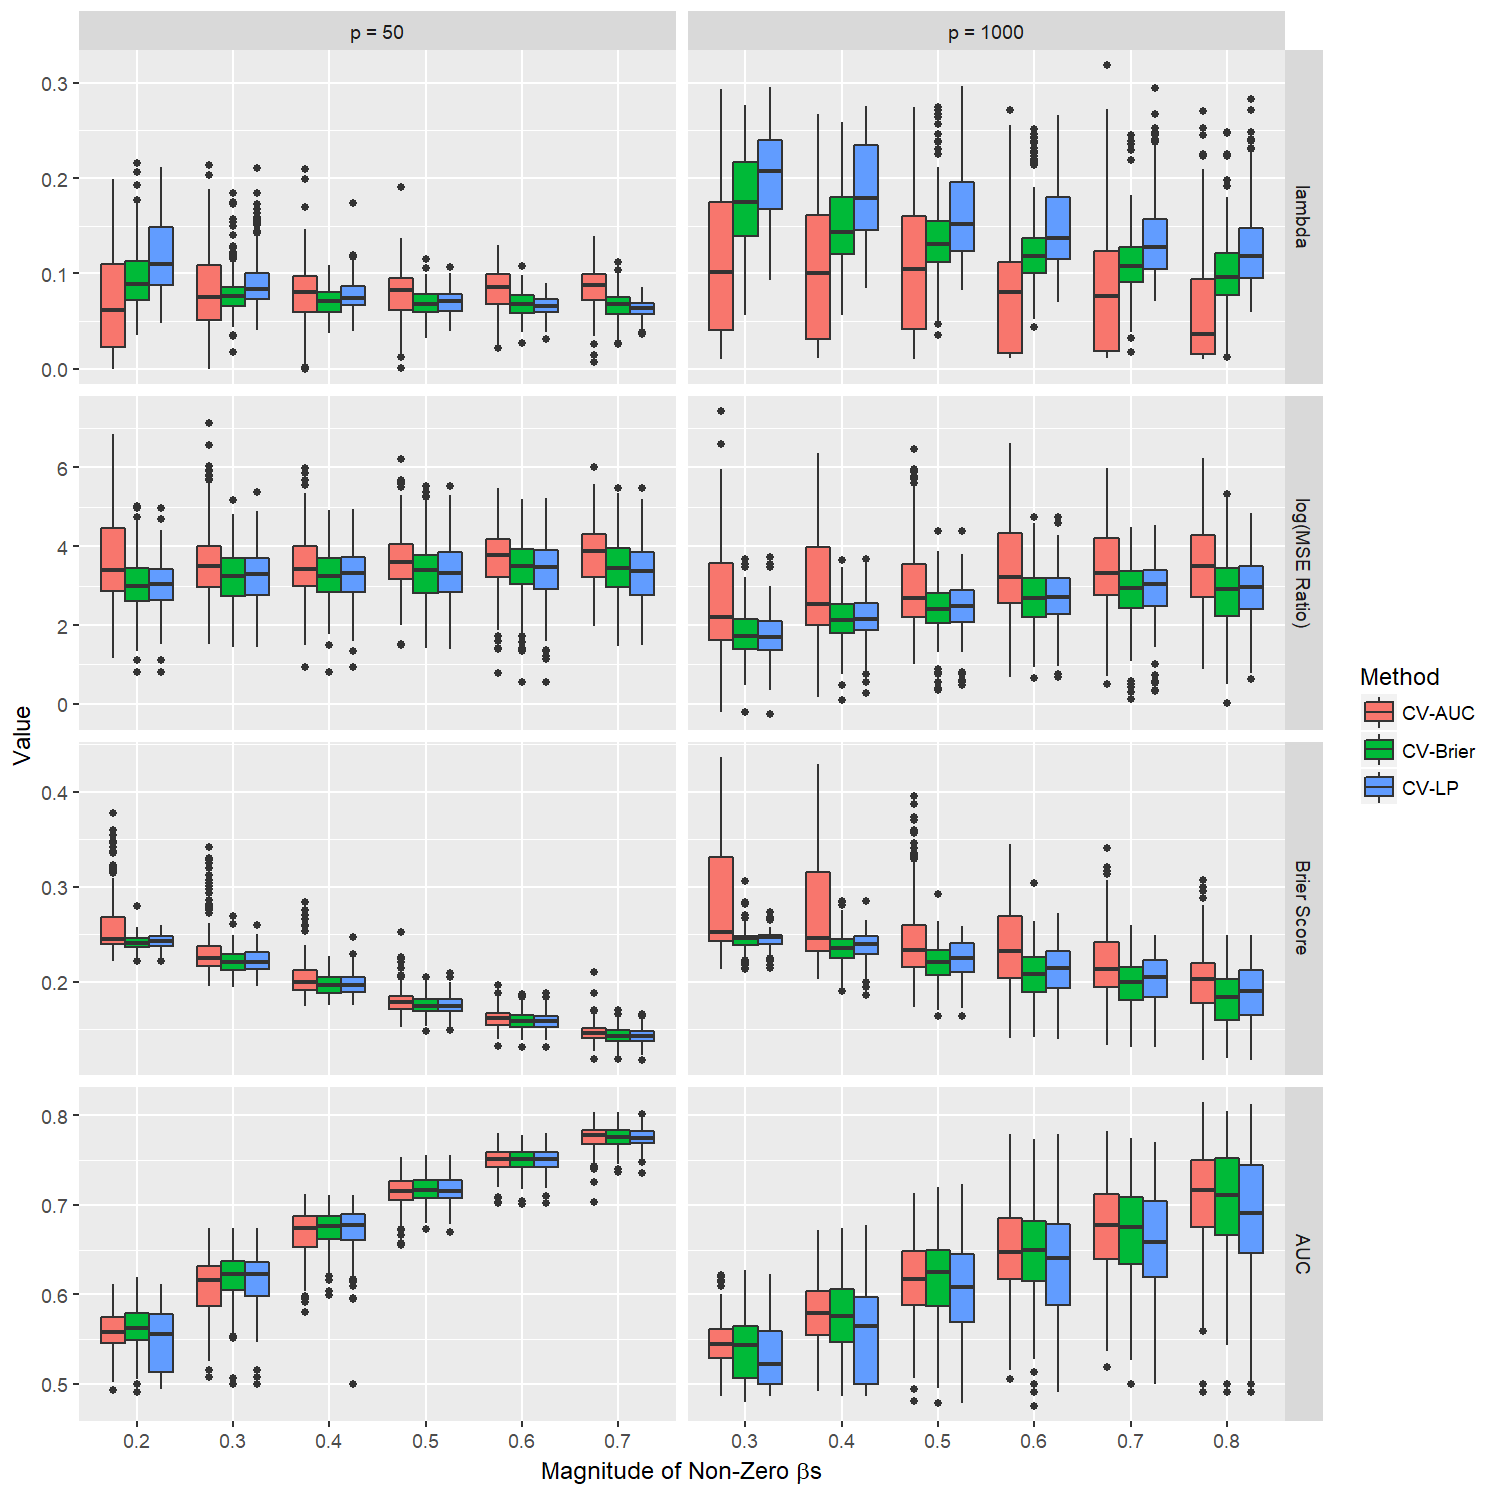 p = 50
p = 1000
0.3
0.2
0.1
0.0
lambda
6
4
2
0
log(MSE Ratio)
0.4
0.3
0.2
Brier Score
0.8
0.7
0.6
0.5
AUC
Value
0.2 0.3 0.4 0.5 0.6 0.7
0.3 0.4 0.5 0.6 0.7 0.8
Magnitude of Non-Zero βs
Method
CV-AUC
CV-Brier
CV-LP